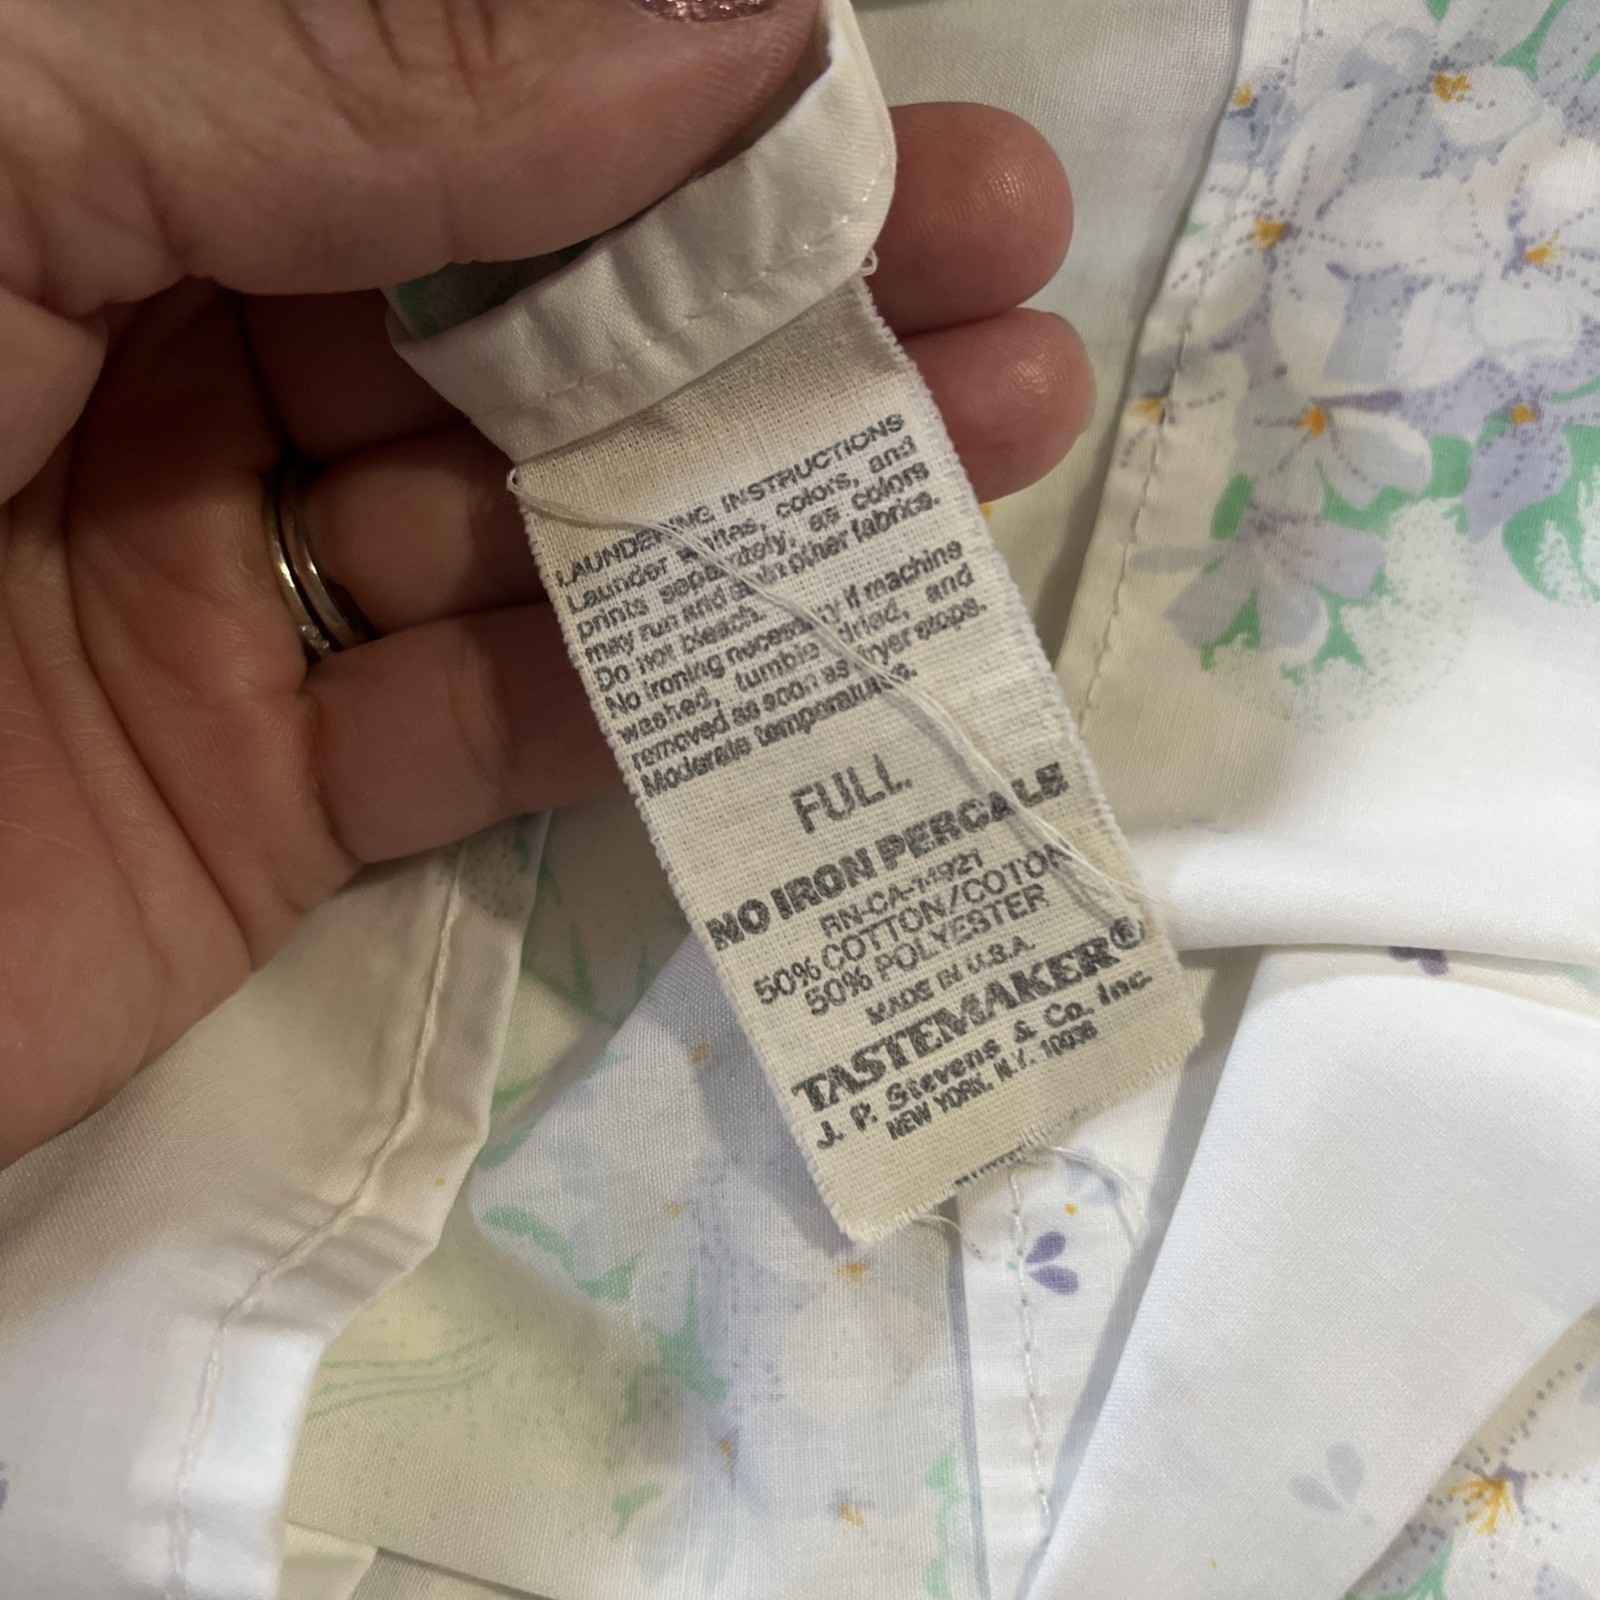 LAUNDERING INSTRUCTIONS
Launder whites, colors, and
prints separately, as colors
may run and stain other fabrics.
Do not bleach.
No ironing necessary if machine
washed, tumble dried, and
removed as soon as dryer stops.
Moderate temperatures.
FULL
NO IRON PERCALE
RN-CA-14921
50% COTTON/COTON
50% POLYESTER
MADE IN U.S.A.
TASTEMAKER®
J. P. Stevens & Co. Inc.
NEW YORK, N.Y. 10036